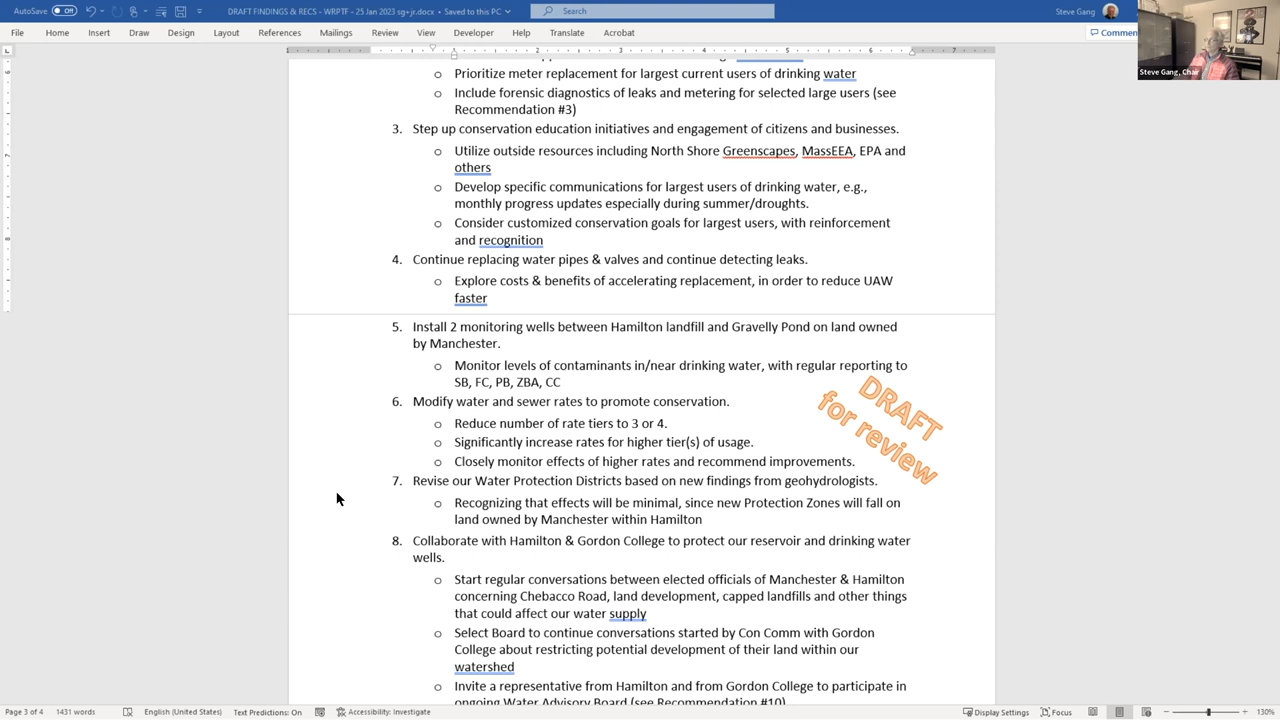 AutoSave Off DRAFT FINDINGS & RECS - WRPTF - 25 Jan 2023 sg+jr.docx • Saved to this PC Search Steve Gang
File Home Insert Draw Design Layout References Mailings Review View Developer Help Translate Acrobat Commen
Steve Gang, Chair
o Prioritize meter replacement for largest current users of drinking water
o Include forensic diagnostics of leaks and metering for selected large users (see
Recommendation #3)
3. Step up conservation education initiatives and engagement of citizens and businesses.
o Utilize outside resources including North Shore Greenscapes, MassEEA, EPA and
others
o Develop specific communications for largest users of drinking water, e.g.,
monthly progress updates especially during summer/droughts.
o Consider customized conservation goals for largest users, with reinforcement
and recognition
4. Continue replacing water pipes & valves and continue detecting leaks.
o Explore costs & benefits of accelerating replacement, in order to reduce UAW
faster
5. Install 2 monitoring wells between Hamilton landfill and Gravelly Pond on land owned
by Manchester.
o Monitor levels of contaminants in/near drinking water, with regular reporting to
SB, FC, PB, ZBA, CC
6. Modify water and sewer rates to promote conservation.
o Reduce number of rate tiers to 3 or 4.
o Significantly increase rates for higher tier(s) of usage.
o Closely monitor effects of higher rates and recommend improvements.
DRAFT
for review
7. Revise our Water Protection Districts based on new findings from geohydrologists.
o Recognizing that effects will be minimal, since new Protection Zones will fall on
land owned by Manchester within Hamilton
8. Collaborate with Hamilton & Gordon College to protect our reservoir and drinking water
wells.
o Start regular conversations between elected officials of Manchester & Hamilton
concerning Chebacco Road, land development, capped landfills and other things
that could affect our water supply
o Select Board to continue conversations started by Con Comm with Gordon
College about restricting potential development of their land within our
watershed
o Invite a representative from Hamilton and from Gordon College to participate in
ongoing Water Advisory Board (see Recommendation #10)
Page 3 of 4 1431 words English (United States) Text Predictions: On Accessibility: Investigate Display Settings Focus 130%